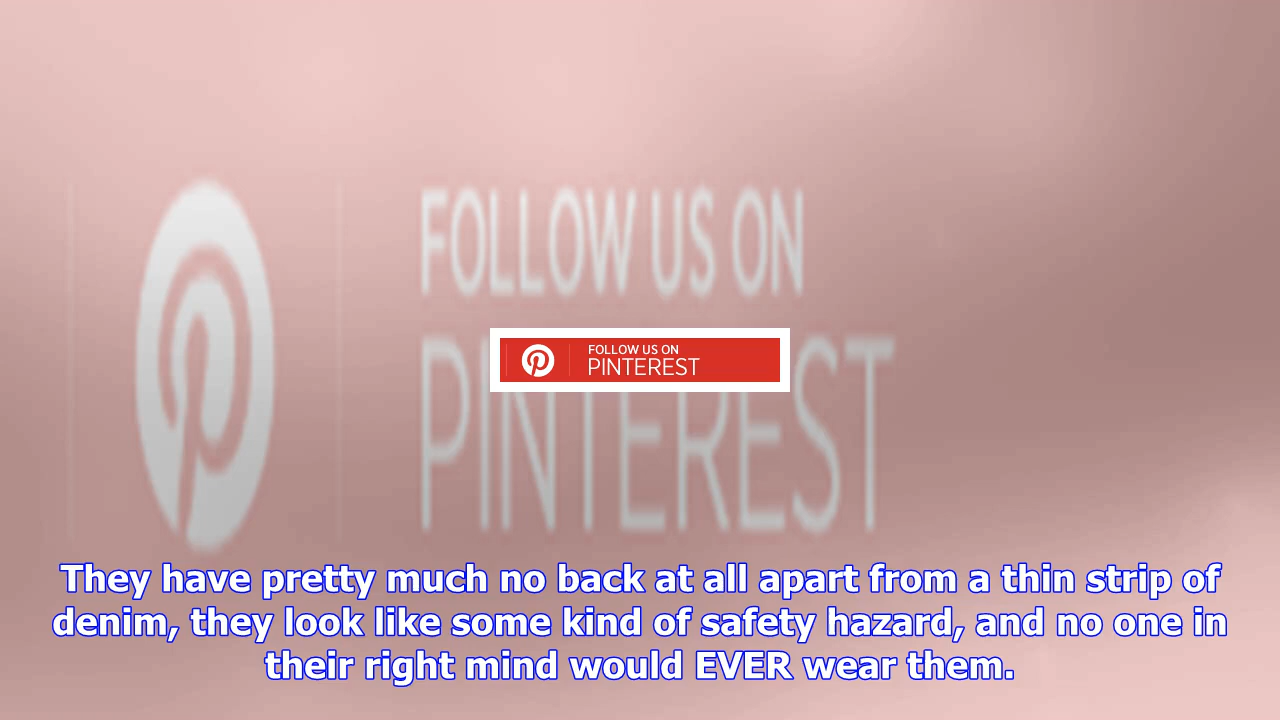 FOLLOW US ON
PINTEREST
FOLLOW US ON
PINTEREST
They have pretty much no back at all apart from a thin strip of
denim, they look like some kind of safety hazard, and no one in
their right mind would EVER wear them.